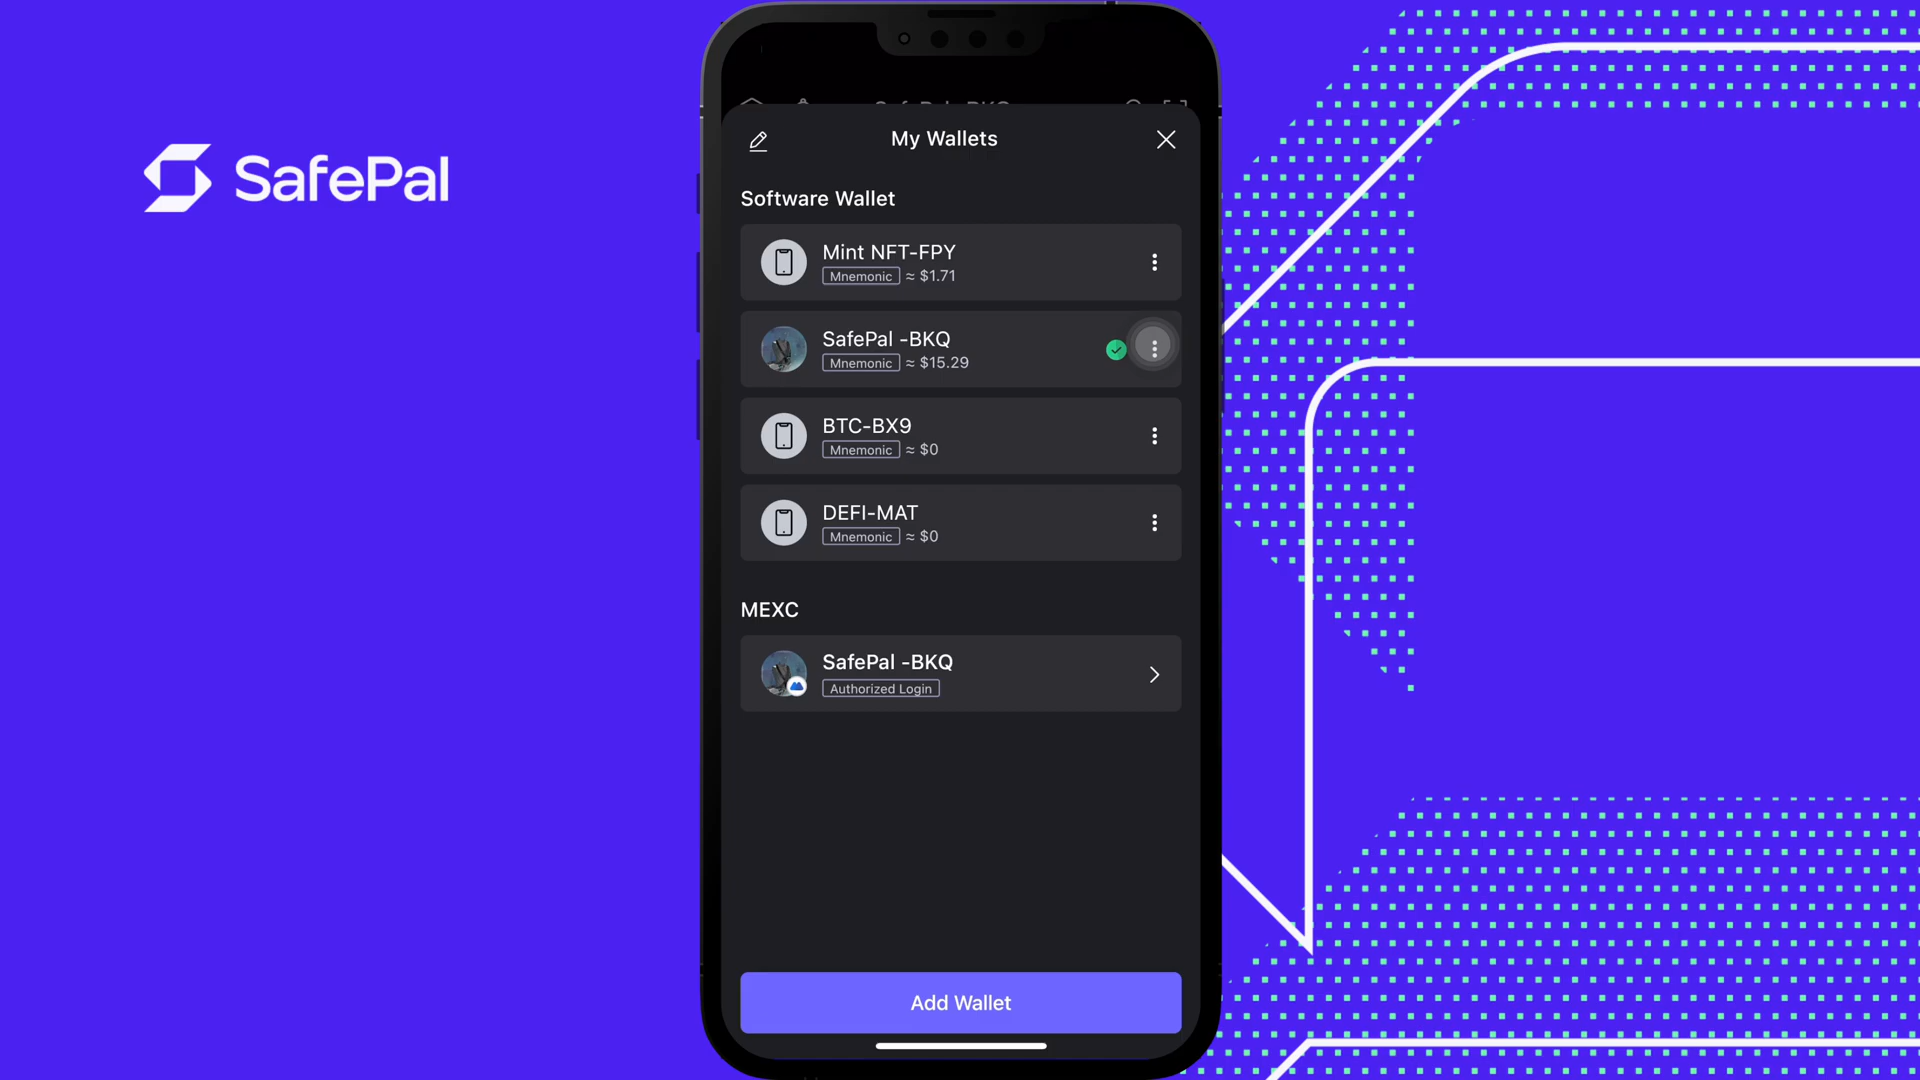 SafePal
My Wallets
Software Wallet
Mint NFT-FPY
Mnemonic ≈ $1.71
SafePal -BKQ
Mnemonic ≈ $15.29
BTC-BX9
Mnemonic ≈ $0
DEFI-MAT
Mnemonic ≈ $0
MEXC
SafePal -BKQ
Authorized Login
Add Wallet